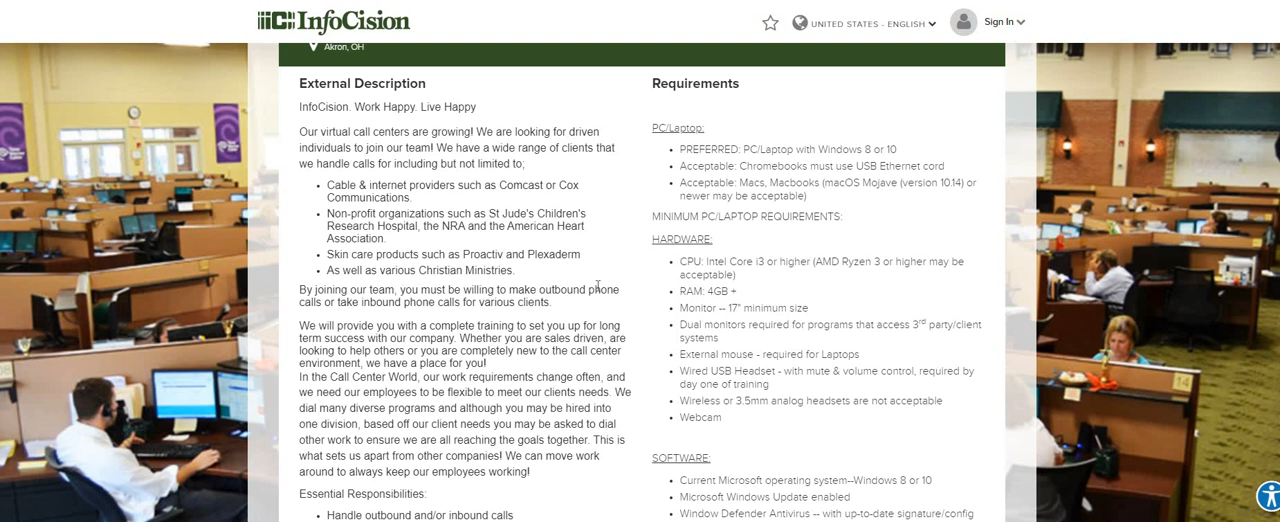 InfoCision
UNITED STATES - ENGLISH
Sign In
Akron, OH
External Description
InfoCision. Work Happy. Live Happy
Our virtual call centers are growing! We are looking for driven
individuals to join our team! We have a wide range of clients that
we handle calls for including but not limited to;
• Cable & internet providers such as Comcast or Cox
Communications.
• Non-profit organizations such as St Jude's Children's
Research Hospital, the NRA and the American Heart
Association.
• Skin care products such as Proactiv and Plexaderm
• As well as various Christian Ministries.
By joining our team, you must be willing to make outbound phone
calls or take inbound phone calls for various clients.
We will provide you with a complete training to set you up for long
term success with our company. Whether you are sales driven, are
looking to help others or you are completely new to the call center
environment, we have a place for you!
In the Call Center World, our work requirements change often, and
we need our employees to be flexible to meet our clients needs. We
dial many diverse programs and although you may be hired into
one division, based off our client needs you may be asked to dial
other work to ensure we are all reaching the goals together. This is
what sets us apart from other companies! We can move work
around to always keep our employees working!
Essential Responsibilities:
• Handle outbound and/or inbound calls
Requirements
PC/Laptop:
• PREFERRED: PC/Laptop with Windows 8 or 10
• Acceptable: Chromebooks must use USB Ethernet cord
• Acceptable: Macs, Macbooks (macOS Mojave (version 10.14) or
newer may be acceptable)
MINIMUM PC/LAPTOP REQUIREMENTS:
HARDWARE:
• CPU: Intel Core i3 or higher (AMD Ryzen 3 or higher may be
acceptable)
• RAM: 4GB +
• Monitor -- 17" minimum size
• Dual monitors required for programs that access 3rd party/client
systems
• External mouse - required for Laptops
• Wired USB Headset - with mute & volume control, required by
day one of training
• Wireless or 3.5mm analog headsets are not acceptable
• Webcam
SOFTWARE:
• Current Microsoft operating system--Windows 8 or 10
• Microsoft Windows Update enabled
• Window Defender Antivirus -- with up-to-date signature/config
14